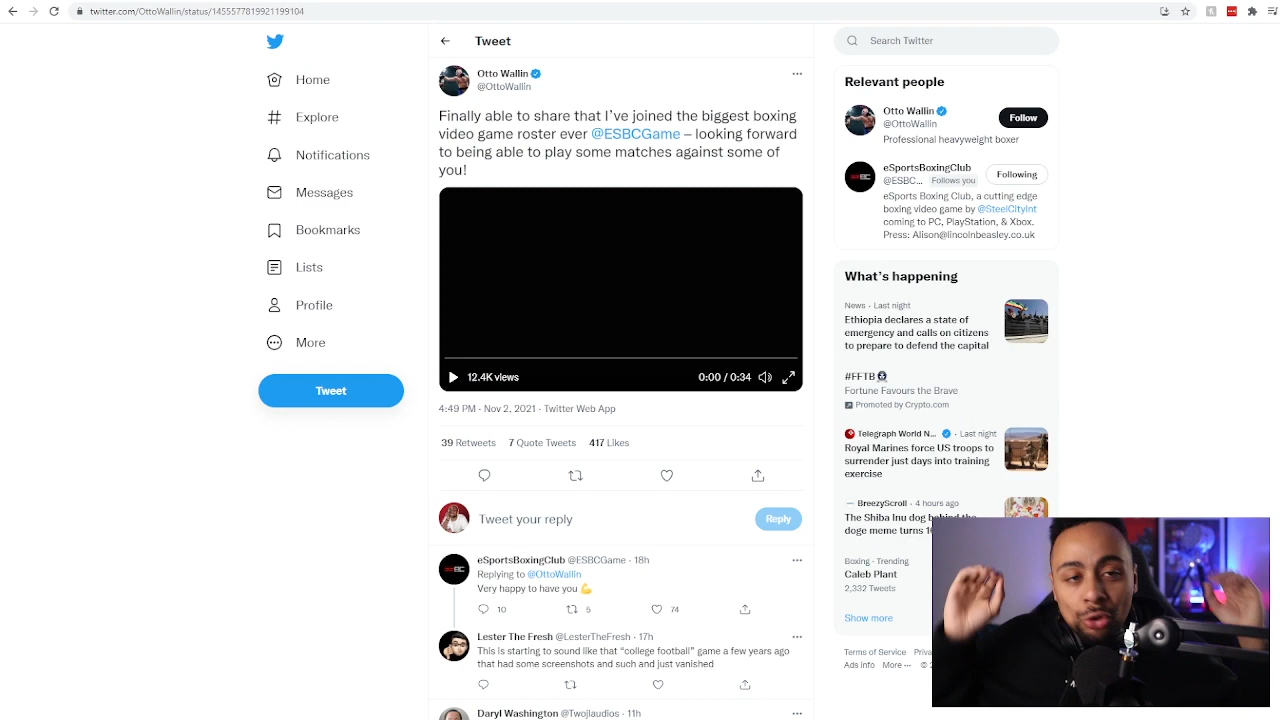 twitter.com/OttoWallin/status/1455577819921199104
Home
Explore
Notifications
Messages
Bookmarks
Lists
Profile
More
Tweet
Tweet
Otto Wallin
@OttoWallin
Finally able to share that I've joined the biggest boxing
video game roster ever @ESBCGame – looking forward
to being able to play some matches against some of
you!
12.4K views
0:00 / 0:34
4:49 PM · Nov 2, 2021 · Twitter Web App
39 Retweets 7 Quote Tweets 417 Likes
Tweet your reply
Reply
eSportsBoxingClub @ESBCGame · 18h
Replying to @OttoWallin
Very happy to have you 💪
10 5 74
Lester The Fresh @LesterTheFresh · 17h
This is starting to sound like that “college football” game a few years ago
that had some screenshots and such and just vanished
Daryl Washington @Twojlaudios · 11h
Search Twitter
Relevant people
Otto Wallin
@OttoWallin
Follow
Professional heavyweight boxer
eSportsBoxingClub
@ESBC... Follows you
Following
eSports Boxing Club, a cutting edge
boxing video game by @SteelCityInt
coming to PC, PlayStation, & Xbox.
Press: Alison@lincolnbeasley.co.uk
What's happening
News · Last night
Ethiopia declares a state of
emergency and calls on citizens
to prepare to defend the capital
#FFTB
Fortune Favours the Brave
Promoted by Crypto.com
Telegraph World N... · Last night
Royal Marines force US troops to
surrender just days into training
exercise
BreezyScroll · 4 hours ago
The Shiba Inu dog behind the
doge meme turns 1
Boxing · Trending
Caleb Plant
2,332 Tweets
Show more
Terms of Service Priva
Ads info More ··· © 2